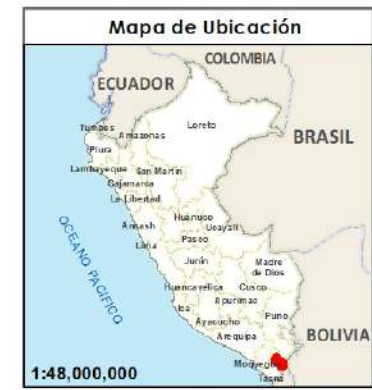 Mapa de Ubicación
COLOMBIA
ECUADOR
Loreto
Tumbes
Amazonas
Piura
BRASIL
Lambayeque
San Martín
Cajamarca
La Libertad
Huánuco
Ancash
Ucayali
Pasco
Lima
OCEANO PACIFICO
Junín
Madre
de Dios
Huancavelica
Cusco
Apurimac
Ica
Puno
Ayacucho
Arequipa
BOLIVIA
Moquegua
Tacna
1:48,000,000